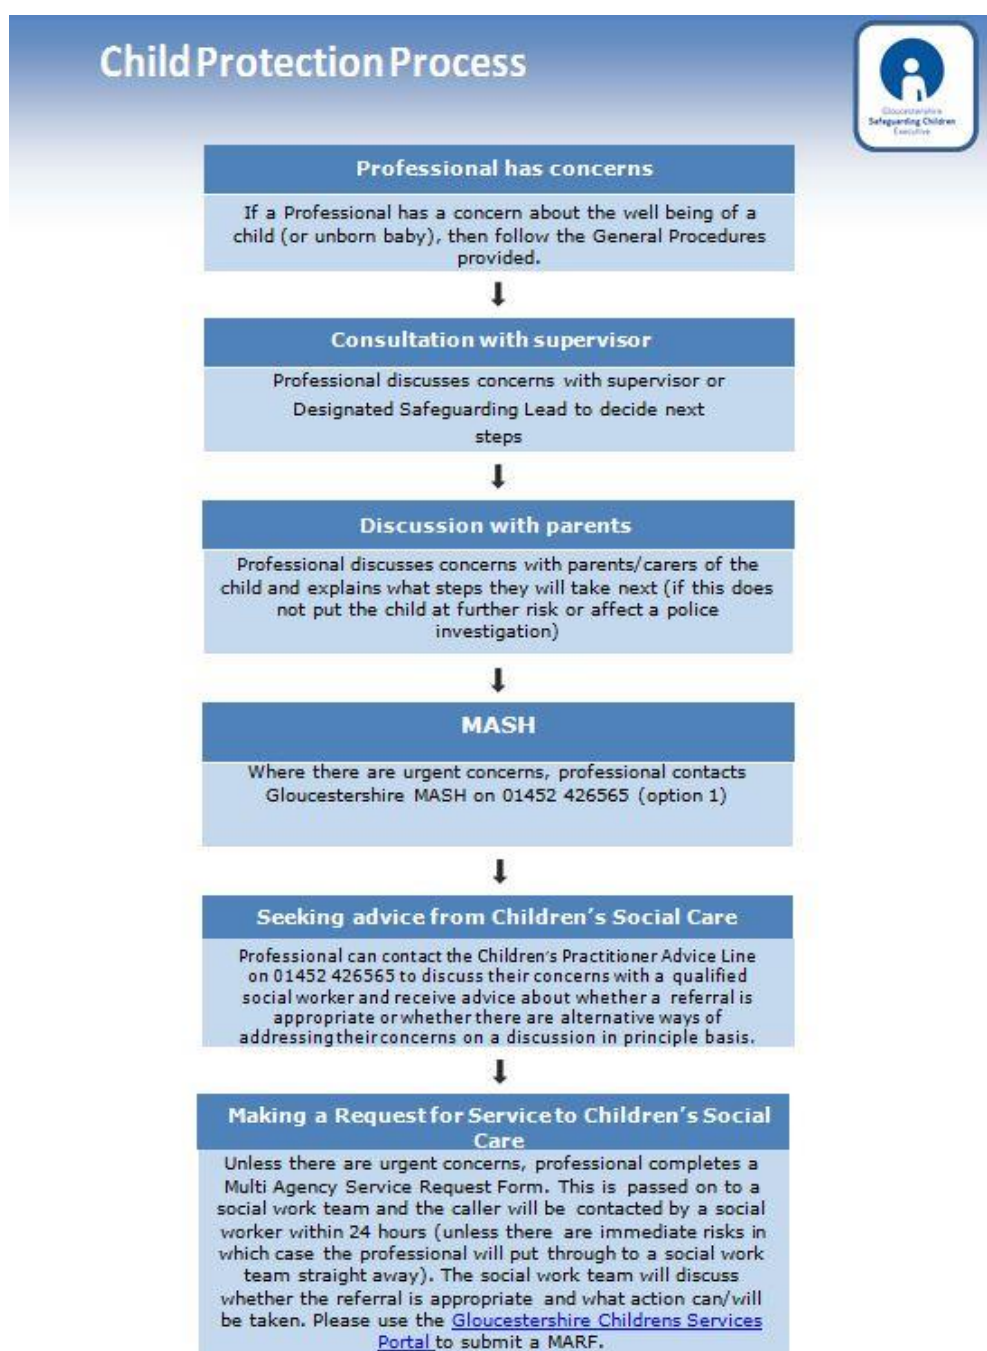 Child Protection Process
Gloucestershire
Safeguarding Children
Executive
Professional has concerns
If a Professional has a concern about the well being of a
child (or unborn baby), then follow the General Procedures
provided.
Consultation with supervisor
Professional discusses concerns with supervisor or
Designated Safeguarding Lead to decide next
steps
Discussion with parents
Professional discusses concerns with parents/carers of the
child and explains what steps they will take next (if this does
not put the child at further risk or affect a police
investigation)
MASH
Where there are urgent concerns, professional contacts
Gloucestershire MASH on 01452 426565 (option 1)
Seeking advice from Children's Social Care
Professional can contact the Children's Practitioner Advice Line
on 01452 426565 to discuss their concerns with a qualified
social worker and receive advice about whether a referral is
appropriate or whether there are alternative ways of
addressing their concerns on a discussion in principle basis.
Making a Request for Service to Children's Social
Care
Unless there are urgent concerns, professional completes a
Multi Agency Service Request Form. This is passed on to a
social work team and the caller will be contacted by a social
worker within 24 hours (unless there are immediate risks in
which case the professional will put through to a social work
team straight away). The social work team will discuss
whether the referral is appropriate and what action can/will
be taken. Please use the Gloucestershire Childrens Services
Portal to submit a MARF.